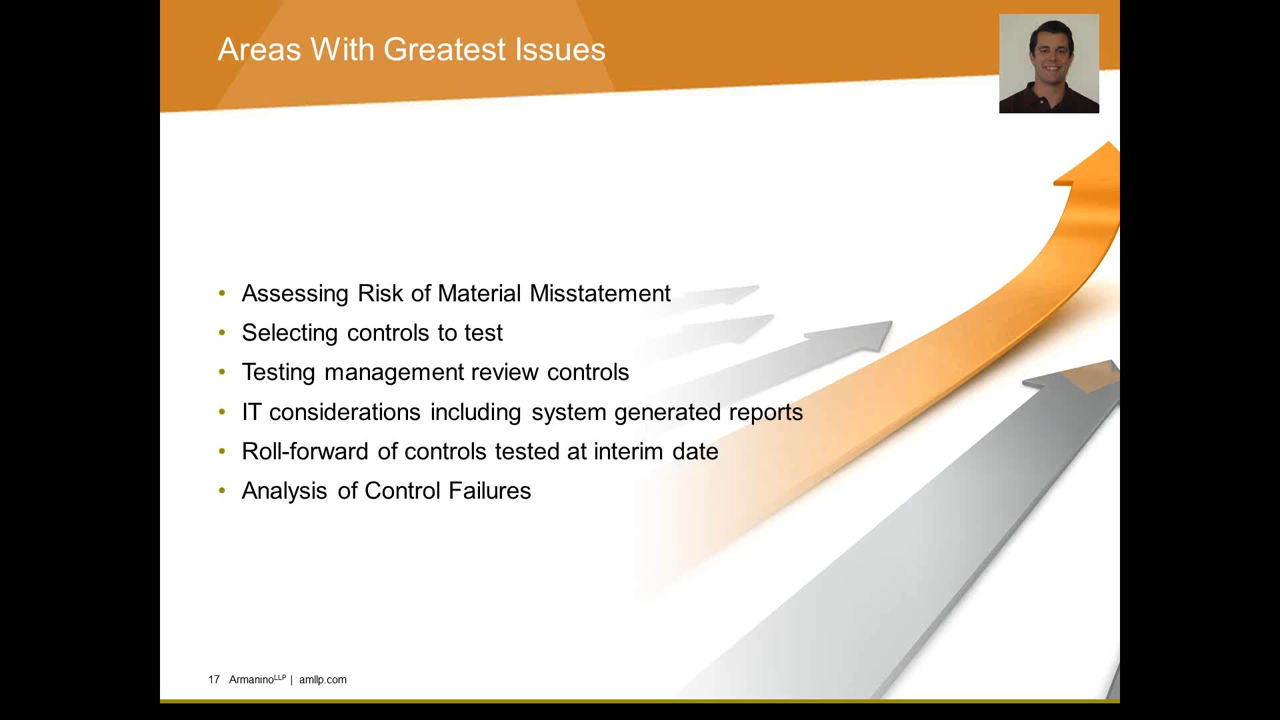 Areas With Greatest Issues
• Assessing Risk of Material Misstatement
• Selecting controls to test
• Testing management review controls
• IT considerations including system generated reports
• Roll-forward of controls tested at interim date
• Analysis of Control Failures
17 ArmaninoLLP | amllp.com